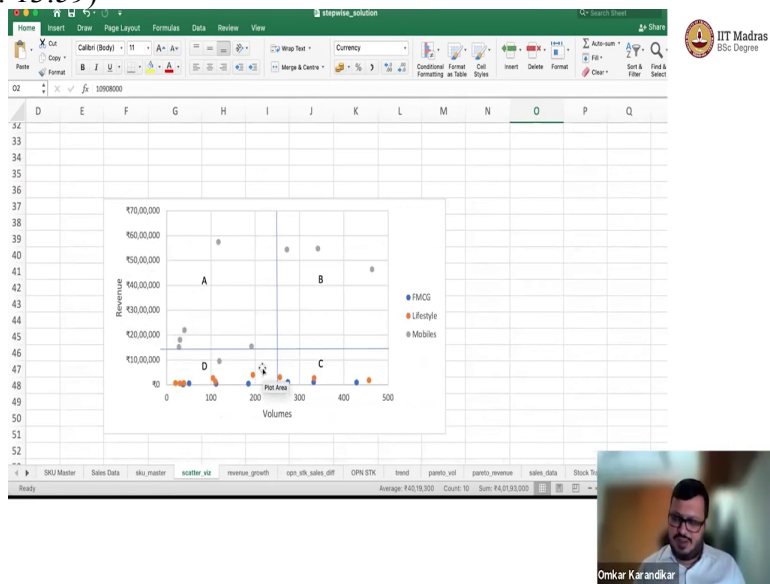 stepwise_solution
Search Sheet
Home Insert Draw Page Layout Formulas Data Review View
Share
Paste
Cut
Copy
Format
Calibri (Body) 11 A+ A-
B I U
Wrap Text
Merge & Centre
Currency
%
Conditional Formatting
Format as Table
Cell Styles
Insert Delete Format
Auto-sum
Fill
Clear
Sort & Filter
Find & Select
IIT Madras
BSc Degree
O2 fx 10908000
D E F G H I J K L M N O P Q
32
33
34
35
36
37
38
39
40
41
42
43
44
45
46
47
48
49
50
51
52
₹70,00,000
₹60,00,000
₹50,00,000
₹40,00,000
₹30,00,000
₹20,00,000
₹10,00,000
₹0
Revenue
A
B
D
C
Plot Area
0 100 200 300 400 500
Volumes
FMCG
Lifestyle
Mobiles
SKU Master Sales Data sku_master scatter_viz revenue_growth opn_stk_sales_diff OPN STK trend pareto_vol pareto_revenue sales_data
Ready
Average: ₹40,19,300 Count: 10 Sum: ₹4,01,93,000
Omkar Karandikar